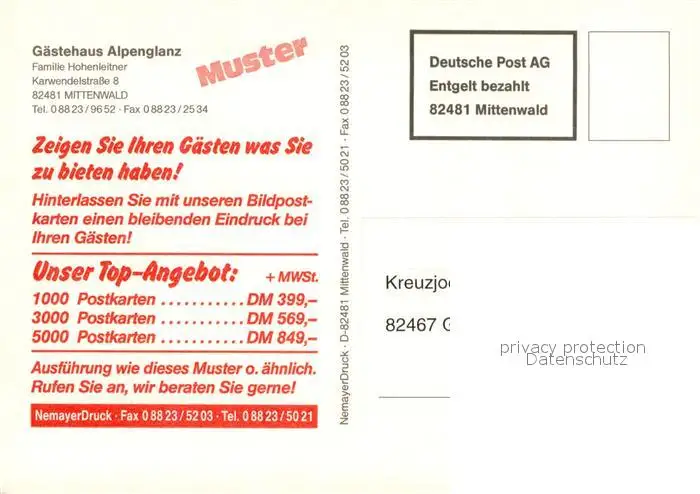 Gästehaus Alpenglanz
Familie Hohenleitner
Karwendelstraße 8
82481 MITTENWALD
Tel. 0 88 23 / 96 52 · Fax 0 88 23 / 25 34
Muster
Zeigen Sie Ihren Gästen was Sie
zu bieten haben!
Hinterlassen Sie mit unseren Bildpost-
karten einen bleibenden Eindruck bei
Ihren Gästen!
Unser Top-Angebot: + MWSt.
1000 Postkarten .......... DM 399,–
3000 Postkarten .......... DM 569,–
5000 Postkarten .......... DM 849,–
Ausführung wie dieses Muster o. ähnlich.
Rufen Sie an, wir beraten Sie gerne!
NemayerDruck · Fax 0 88 23 / 52 03 · Tel. 0 88 23 / 50 21
NemayerDruck · D-82481 Mittenwald · Tel. 0 88 23 / 50 21 · Fax 0 88 23 / 52 03
Deutsche Post AG
Entgelt bezahlt
82481 Mittenwald
Kreuzjo
82467 G
privacy protection
Datenschutz